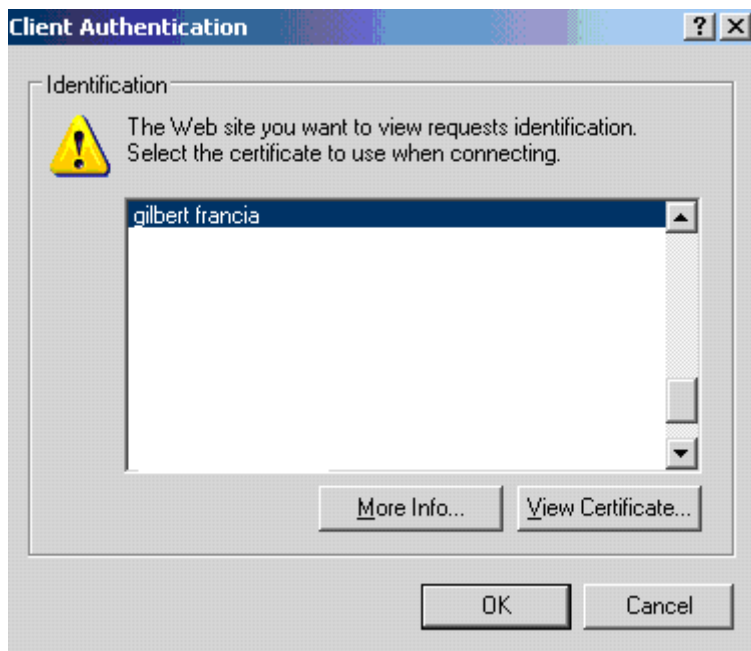 Client Authentication
Identification
The Web site you want to view requests identification.
Select the certificate to use when connecting.
gilbert francia
More Info...
View Certificate...
OK
Cancel